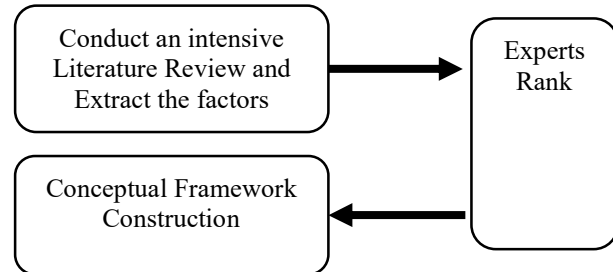 Conduct an intensive
Literature Review and
Extract the factors
Experts
Rank
Conceptual Framework
Construction